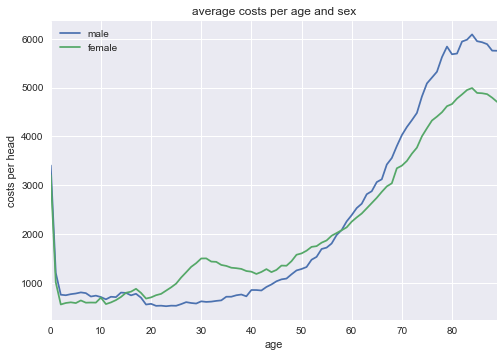 average costs per age and sex
male
female
6000
5000
4000
3000
2000
1000
costs per head
0 10 20 30 40 50 60 70 80
age